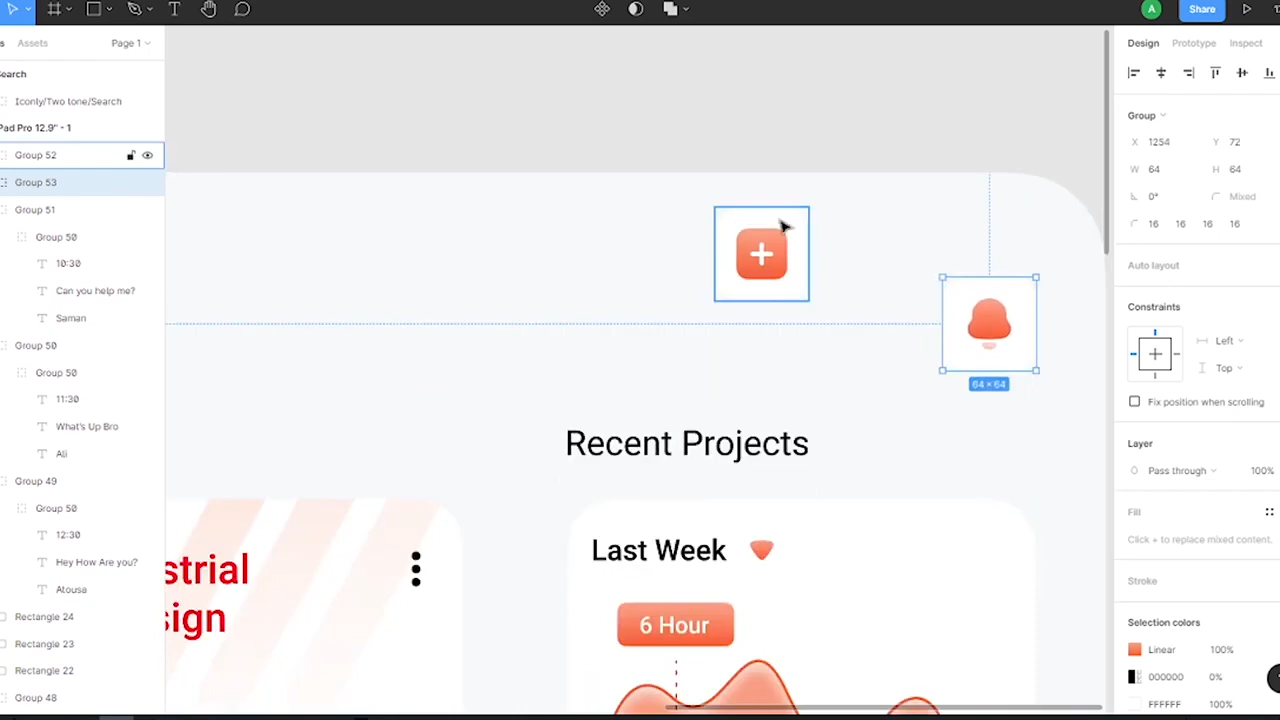 Share
s Assets Page 1
Search
Iconly/Two tone/Search
Pad Pro 12.9" - 1
Group 52
Group 53
Group 51
Group 50
10:30
Can you help me?
Saman
Group 50
Group 50
11:30
What's Up Bro
Ali
Group 49
Group 50
12:30
Hey How Are you?
Atousa
Rectangle 24
Rectangle 23
Rectangle 22
Group 48
64 × 64
Recent Projects
strial
sign
Last Week
6 Hour
A
Design Prototype Inspect
Group
X 1254 Y 72
W 64 H 64
0° Mixed
16 16 16 16
Auto layout
Constraints
Left
Top
Fix position when scrolling
Layer
Pass through 100%
Fill
Click + to replace mixed content.
Stroke
Selection colors
Linear 100%
000000 0%
FFFFFF 100%